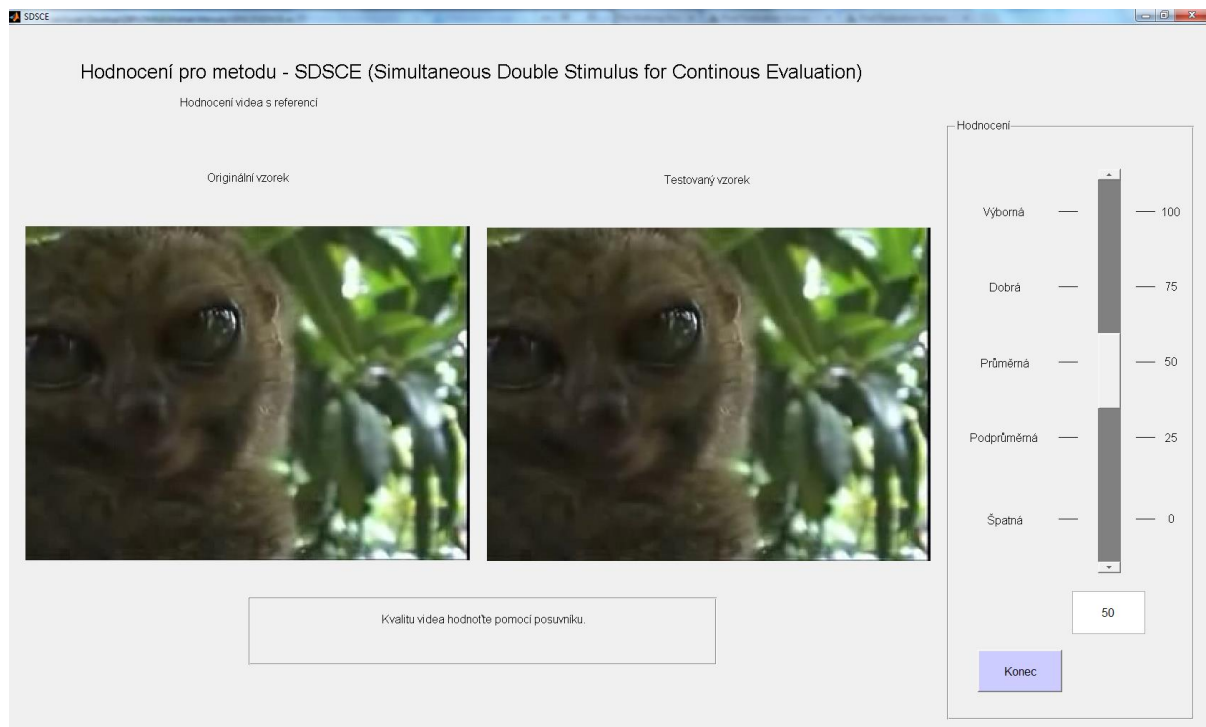 SDSCE
Hodnocení pro metodu - SDSCE (Simultaneous Double Stimulus for Continous Evaluation)
Hodnocení videa s referencí
Originální vzorek
Testovaný vzorek
Hodnocení
Výborná 100
Dobrá 75
Průměrná 50
Podprůměrná 25
Špatná 0
50
Kvalitu videa hodnoťte pomocí posuvníku.
Konec